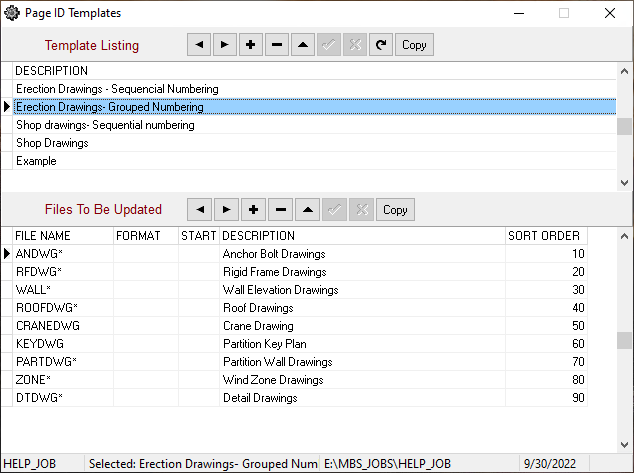 Page ID Templates
Template Listing Copy
DESCRIPTION
Erection Drawings - Sequencial Numbering
Erection Drawings- Grouped Numbering
Shop drawings- Sequential numbering
Shop Drawings
Example
Files To Be Updated Copy
FILE NAME FORMAT START DESCRIPTION SORT ORDER
ANDWG* Anchor Bolt Drawings 10
RFDWG* Rigid Frame Drawings 20
WALL* Wall Elevation Drawings 30
ROOFDWG* Roof Drawings 40
CRANEDWG Crane Drawing 50
KEYDWG Partition Key Plan 60
PARTDWG* Partition Wall Drawings 70
ZONE* Wind Zone Drawings 80
DTDWG* Detail Drawings 90
HELP_JOB Selected: Erection Drawings- Grouped Num E:\MBS_JOBS\HELP_JOB 9/30/2022